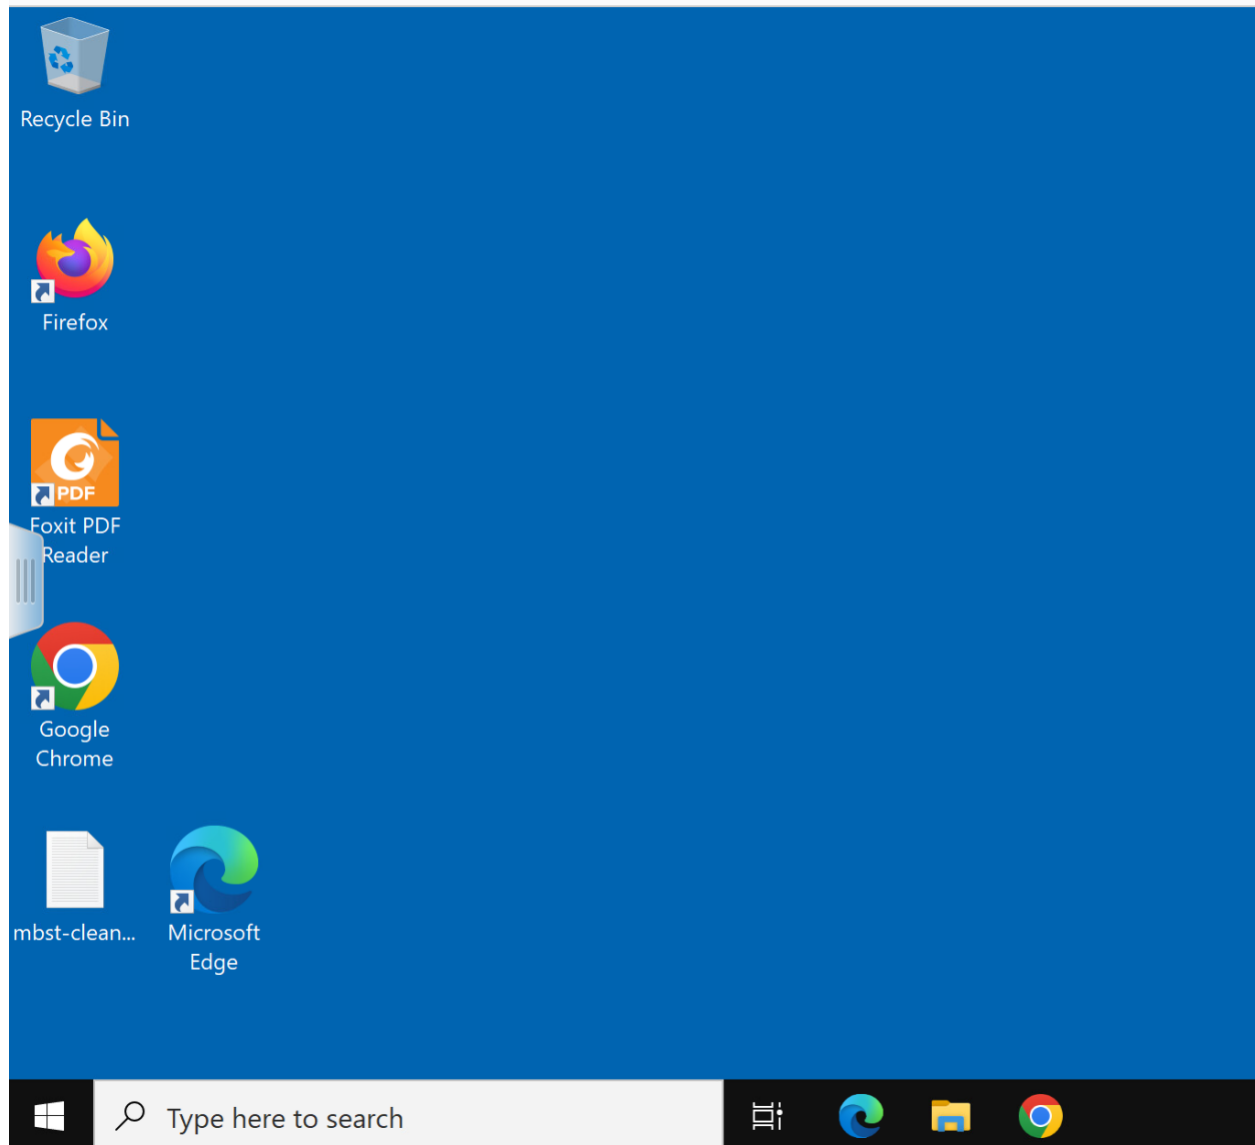 Recycle Bin
Firefox
PDF
Foxit PDF
Reader
Google
Chrome
mbst-clean...
Microsoft
Edge
Type here to search